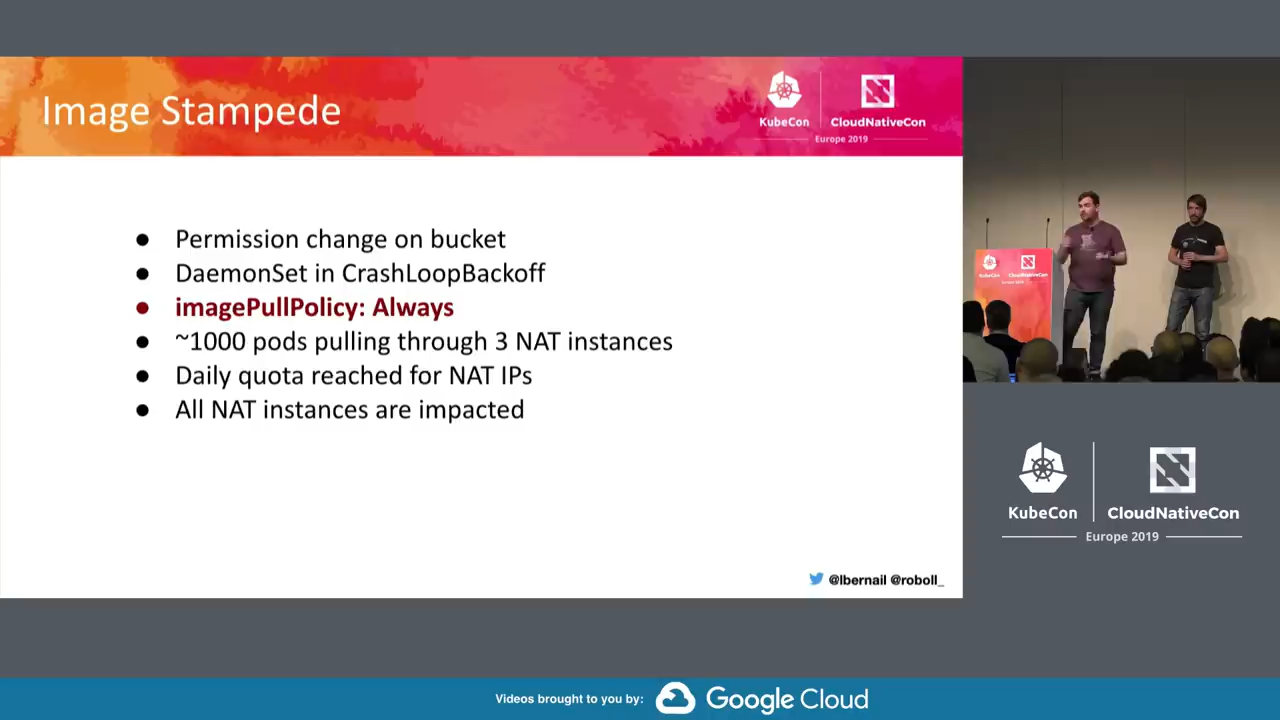 Image Stampede
KubeCon
CloudNativeCon
Europe 2019
● Permission change on bucket
● DaemonSet in CrashLoopBackoff
● imagePullPolicy: Always
● ~1000 pods pulling through 3 NAT instances
● Daily quota reached for NAT IPs
● All NAT instances are impacted
@lbernail @roboll_
KubeCon
CloudNativeCon
KubeCon
CloudNativeCon
Europe 2019
Videos brought to you by:
Google Cloud